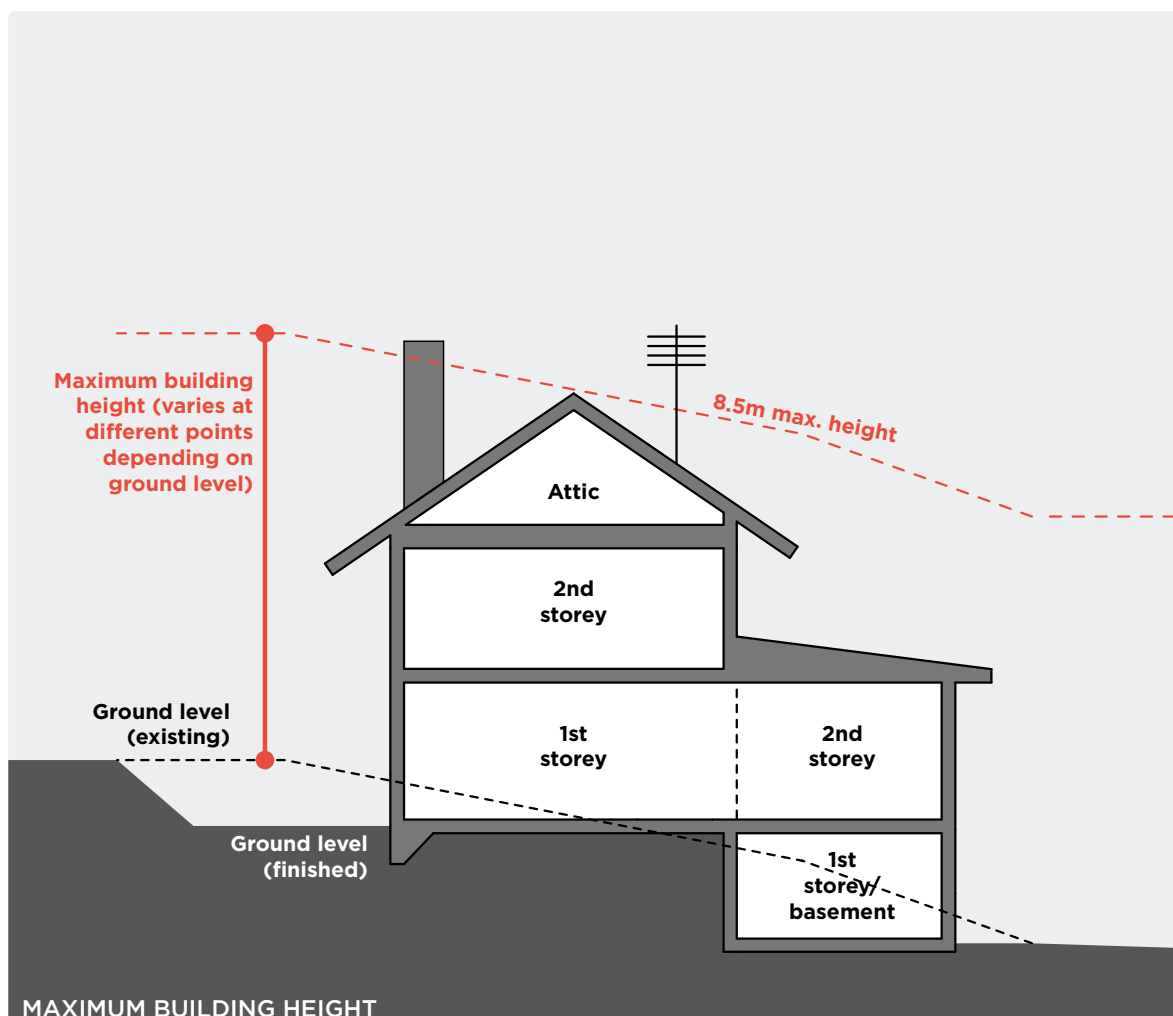 Maximum building
height (varies at
different points
depending on
ground level)
8.5m max. height
Attic
2nd
storey
Ground level
(existing)
1st
storey
2nd
storey
Ground level
(finished)
1st
storey/
basement
MAXIMUM BUILDING HEIGHT